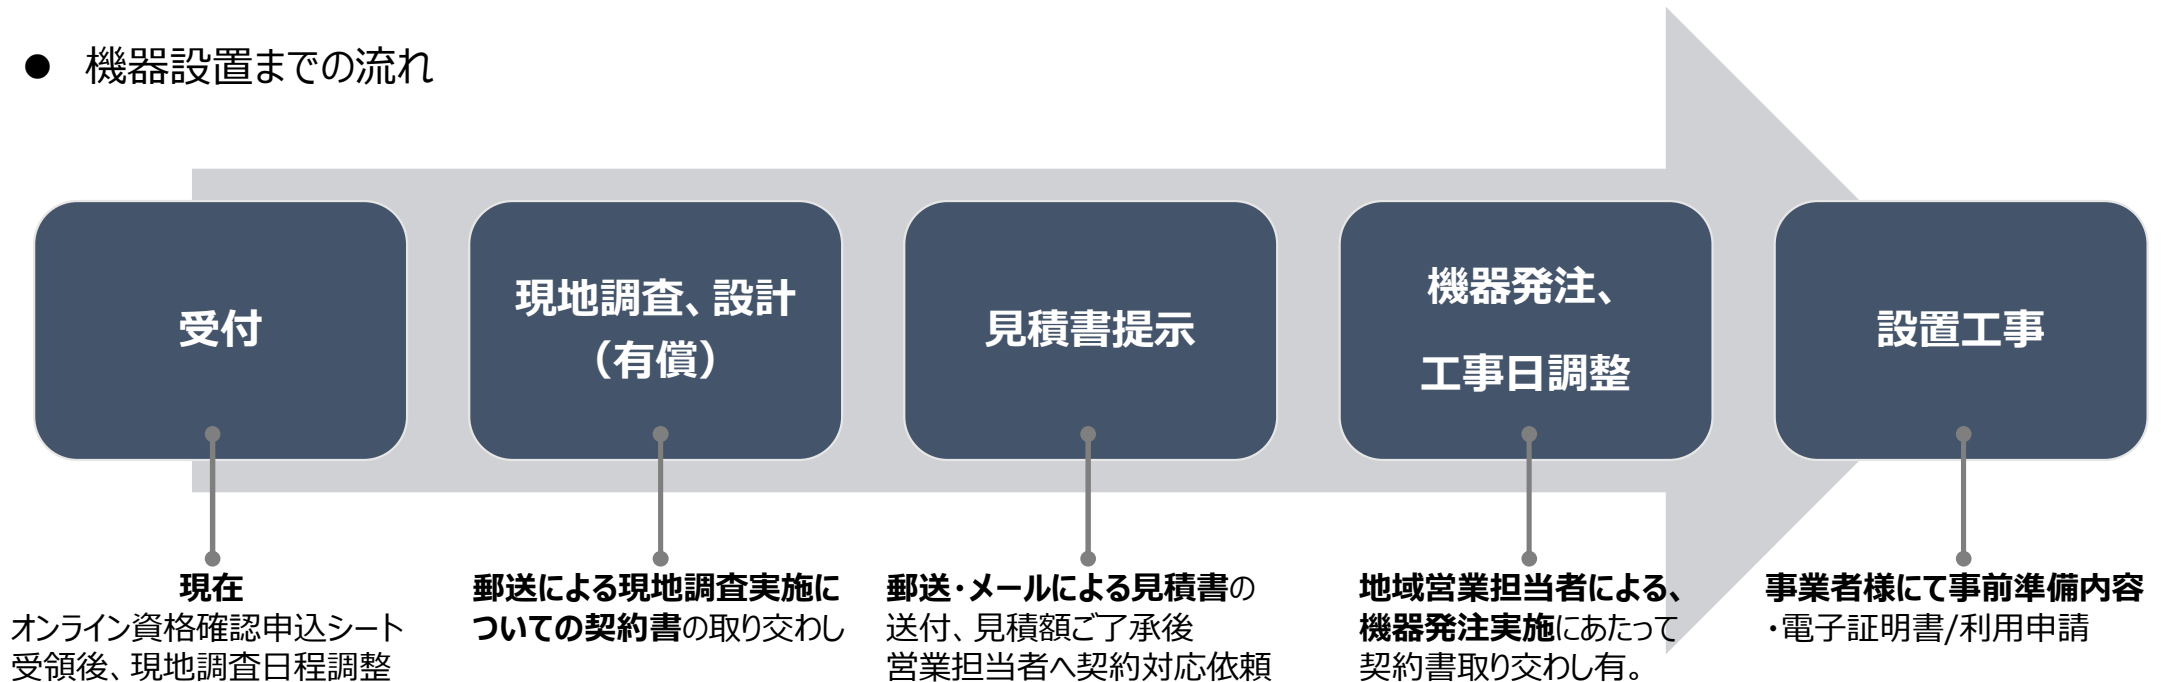 ● 機器設置までの流れ
受付
現地調査、設計
（有償）
見積書提示
機器発注、
工事日調整
設置工事
現在
オンライン資格確認申込シート
受領後、現地調査日程調整
郵送による現地調査実施に
ついての契約書の取り交わし
郵送・メールによる見積書の
送付、見積額ご了承後
営業担当者へ契約対応依頼
地域営業担当者による、
機器発注実施にあたって
契約書取り交わし有。
事業者様にて事前準備内容
・電子証明書/利用申請